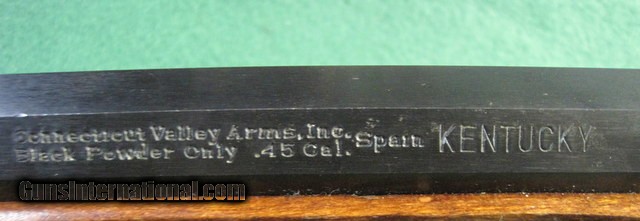 Connecticut Valley Arms, Inc. Spain KENTUCKY
Black Powder Only .45 Cal.
GunsInternational.com